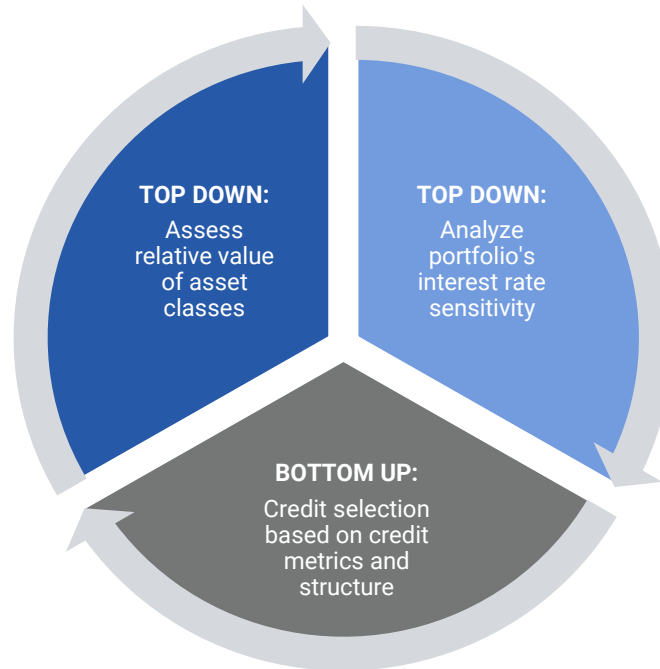 TOP DOWN:
Assess
relative value
of asset
classes
TOP DOWN:
Analyze
portfolio's
interest rate
sensitivity
BOTTOM UP:
Credit selection
based on credit
metrics and
structure